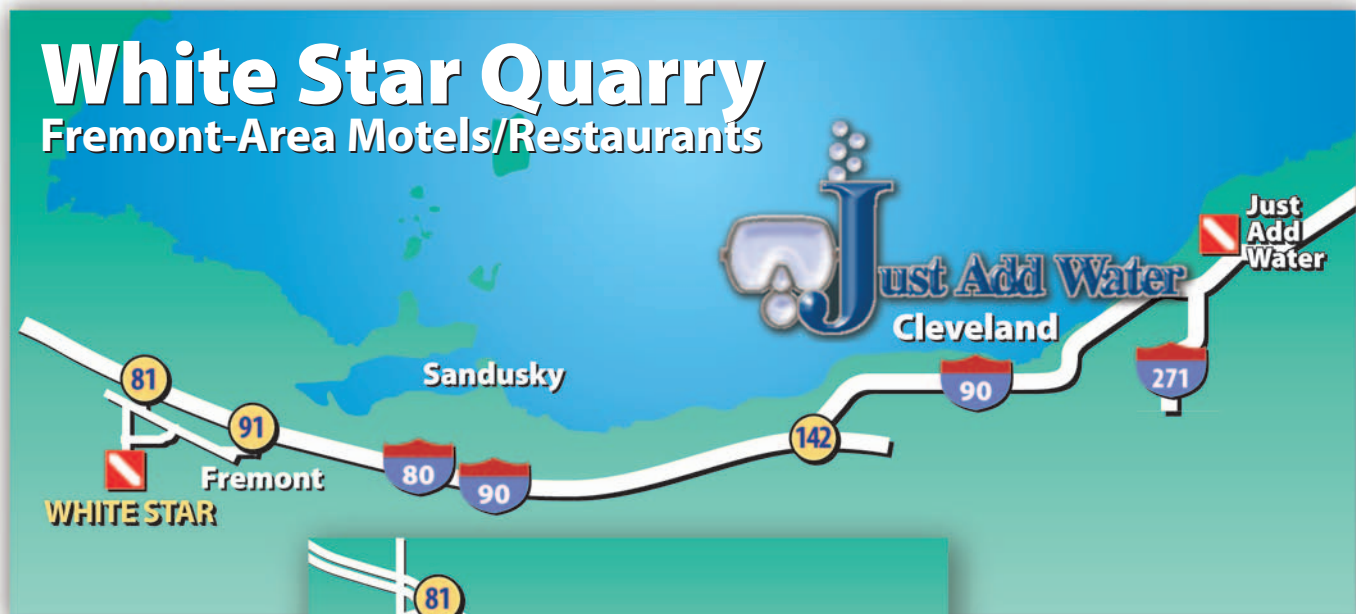 White Star Quarry
Fremont-Area Motels/Restaurants
Just
Add
Water
Just Add Water
Cleveland
Sandusky
81
90
271
91
142
80
90
Fremont
WHITE STAR
81